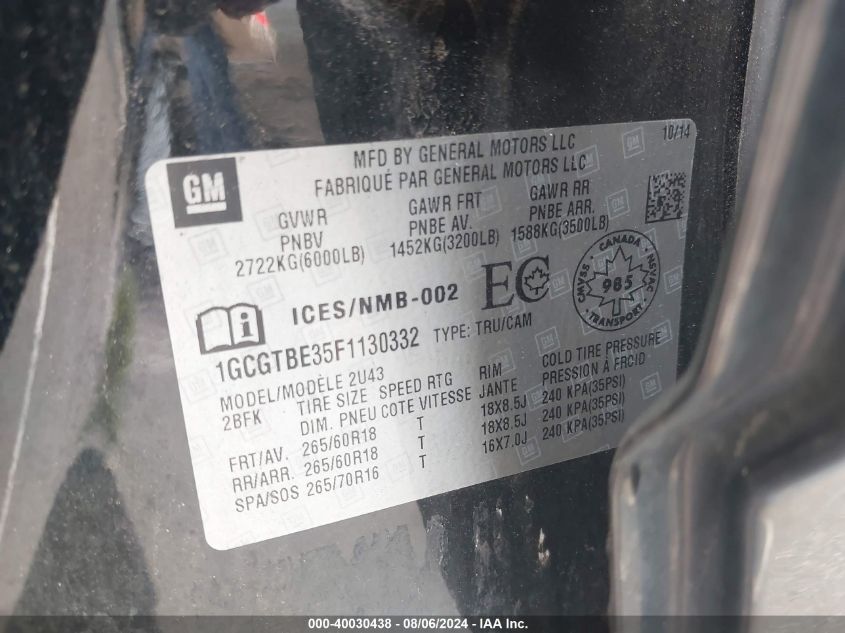 10/14
MFD BY GENERAL MOTORS LLC
FABRIQUÉ PAR GENERAL MOTORS LLC
GM
GVWR GAWR FRT GAWR RR
PNBV PNBE AV. PNBE ARR.
2722KG(6000LB) 1452KG(3200LB) 1588KG(3500LB)
ICES/NMB-002 EC
CANADA
CMVSS 985 NSVAC
TRANSPORT
1GCGTBE35F1130332 TYPE: TRU/CAM
MODEL/MODÈLE 2U43
2BFK TIRE SIZE SPEED RTG RIM COLD TIRE PRESSURE
DIM. PNEU COTE VITESSE JANTE PRESSION À FROID
FRT/AV. 265/60R18 T 18X8.5J 240 KPA(35PSI)
RR/ARR. 265/60R18 T 18X8.5J 240 KPA(35PSI)
SPA/SOS 265/70R16 T 16X7.0J 240 KPA(35PSI)
000-40030438 - 08/06/2024 - IAA Inc.